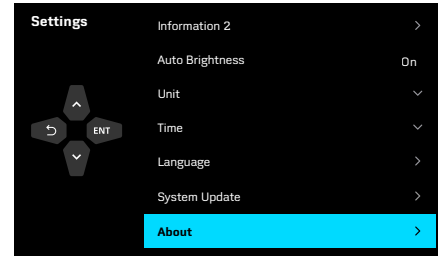 Settings
Information 2
Auto Brightness On
Unit
Time
ENT
Language
System Update
About